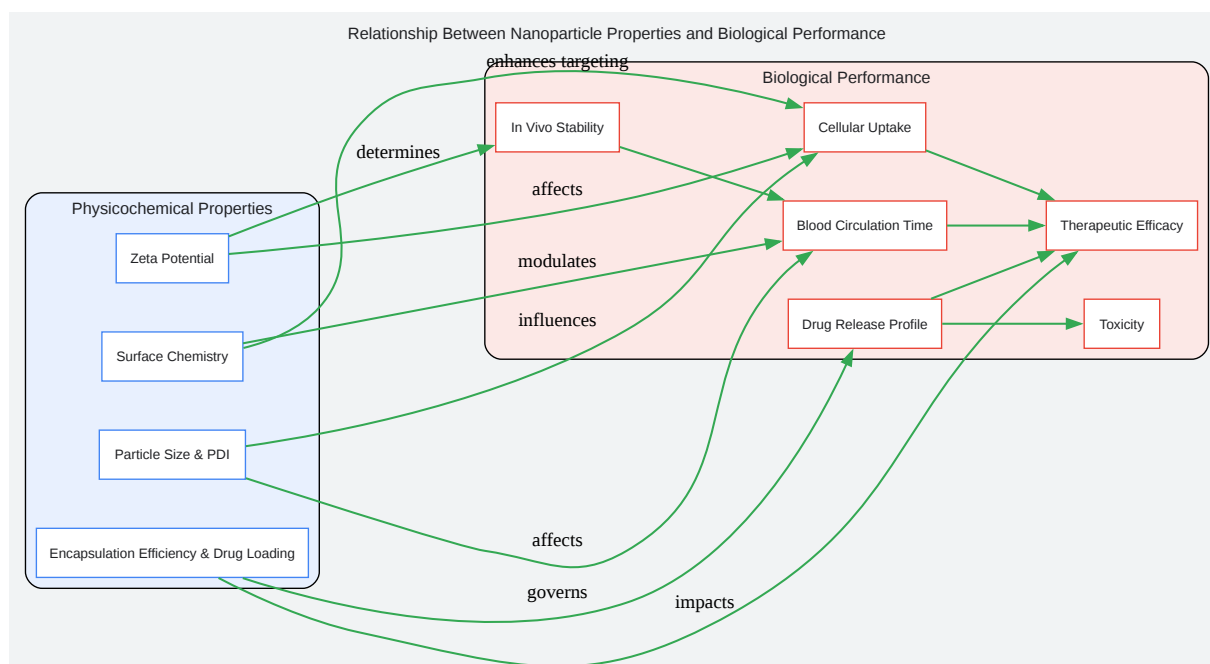 Relationship Between Nanoparticle Properties and Biological Performance
enhances targeting
Biological Performance
In Vivo Stability
Cellular Uptake
determines
affects
Physicochemical Properties
Zeta Potential
Blood Circulation Time
Therapeutic Efficacy
modulates
influences
Drug Release Profile
Toxicity
Surface Chemistry
Particle Size & PDI
affects
Encapsulation Efficiency & Drug Loading
governs
impacts